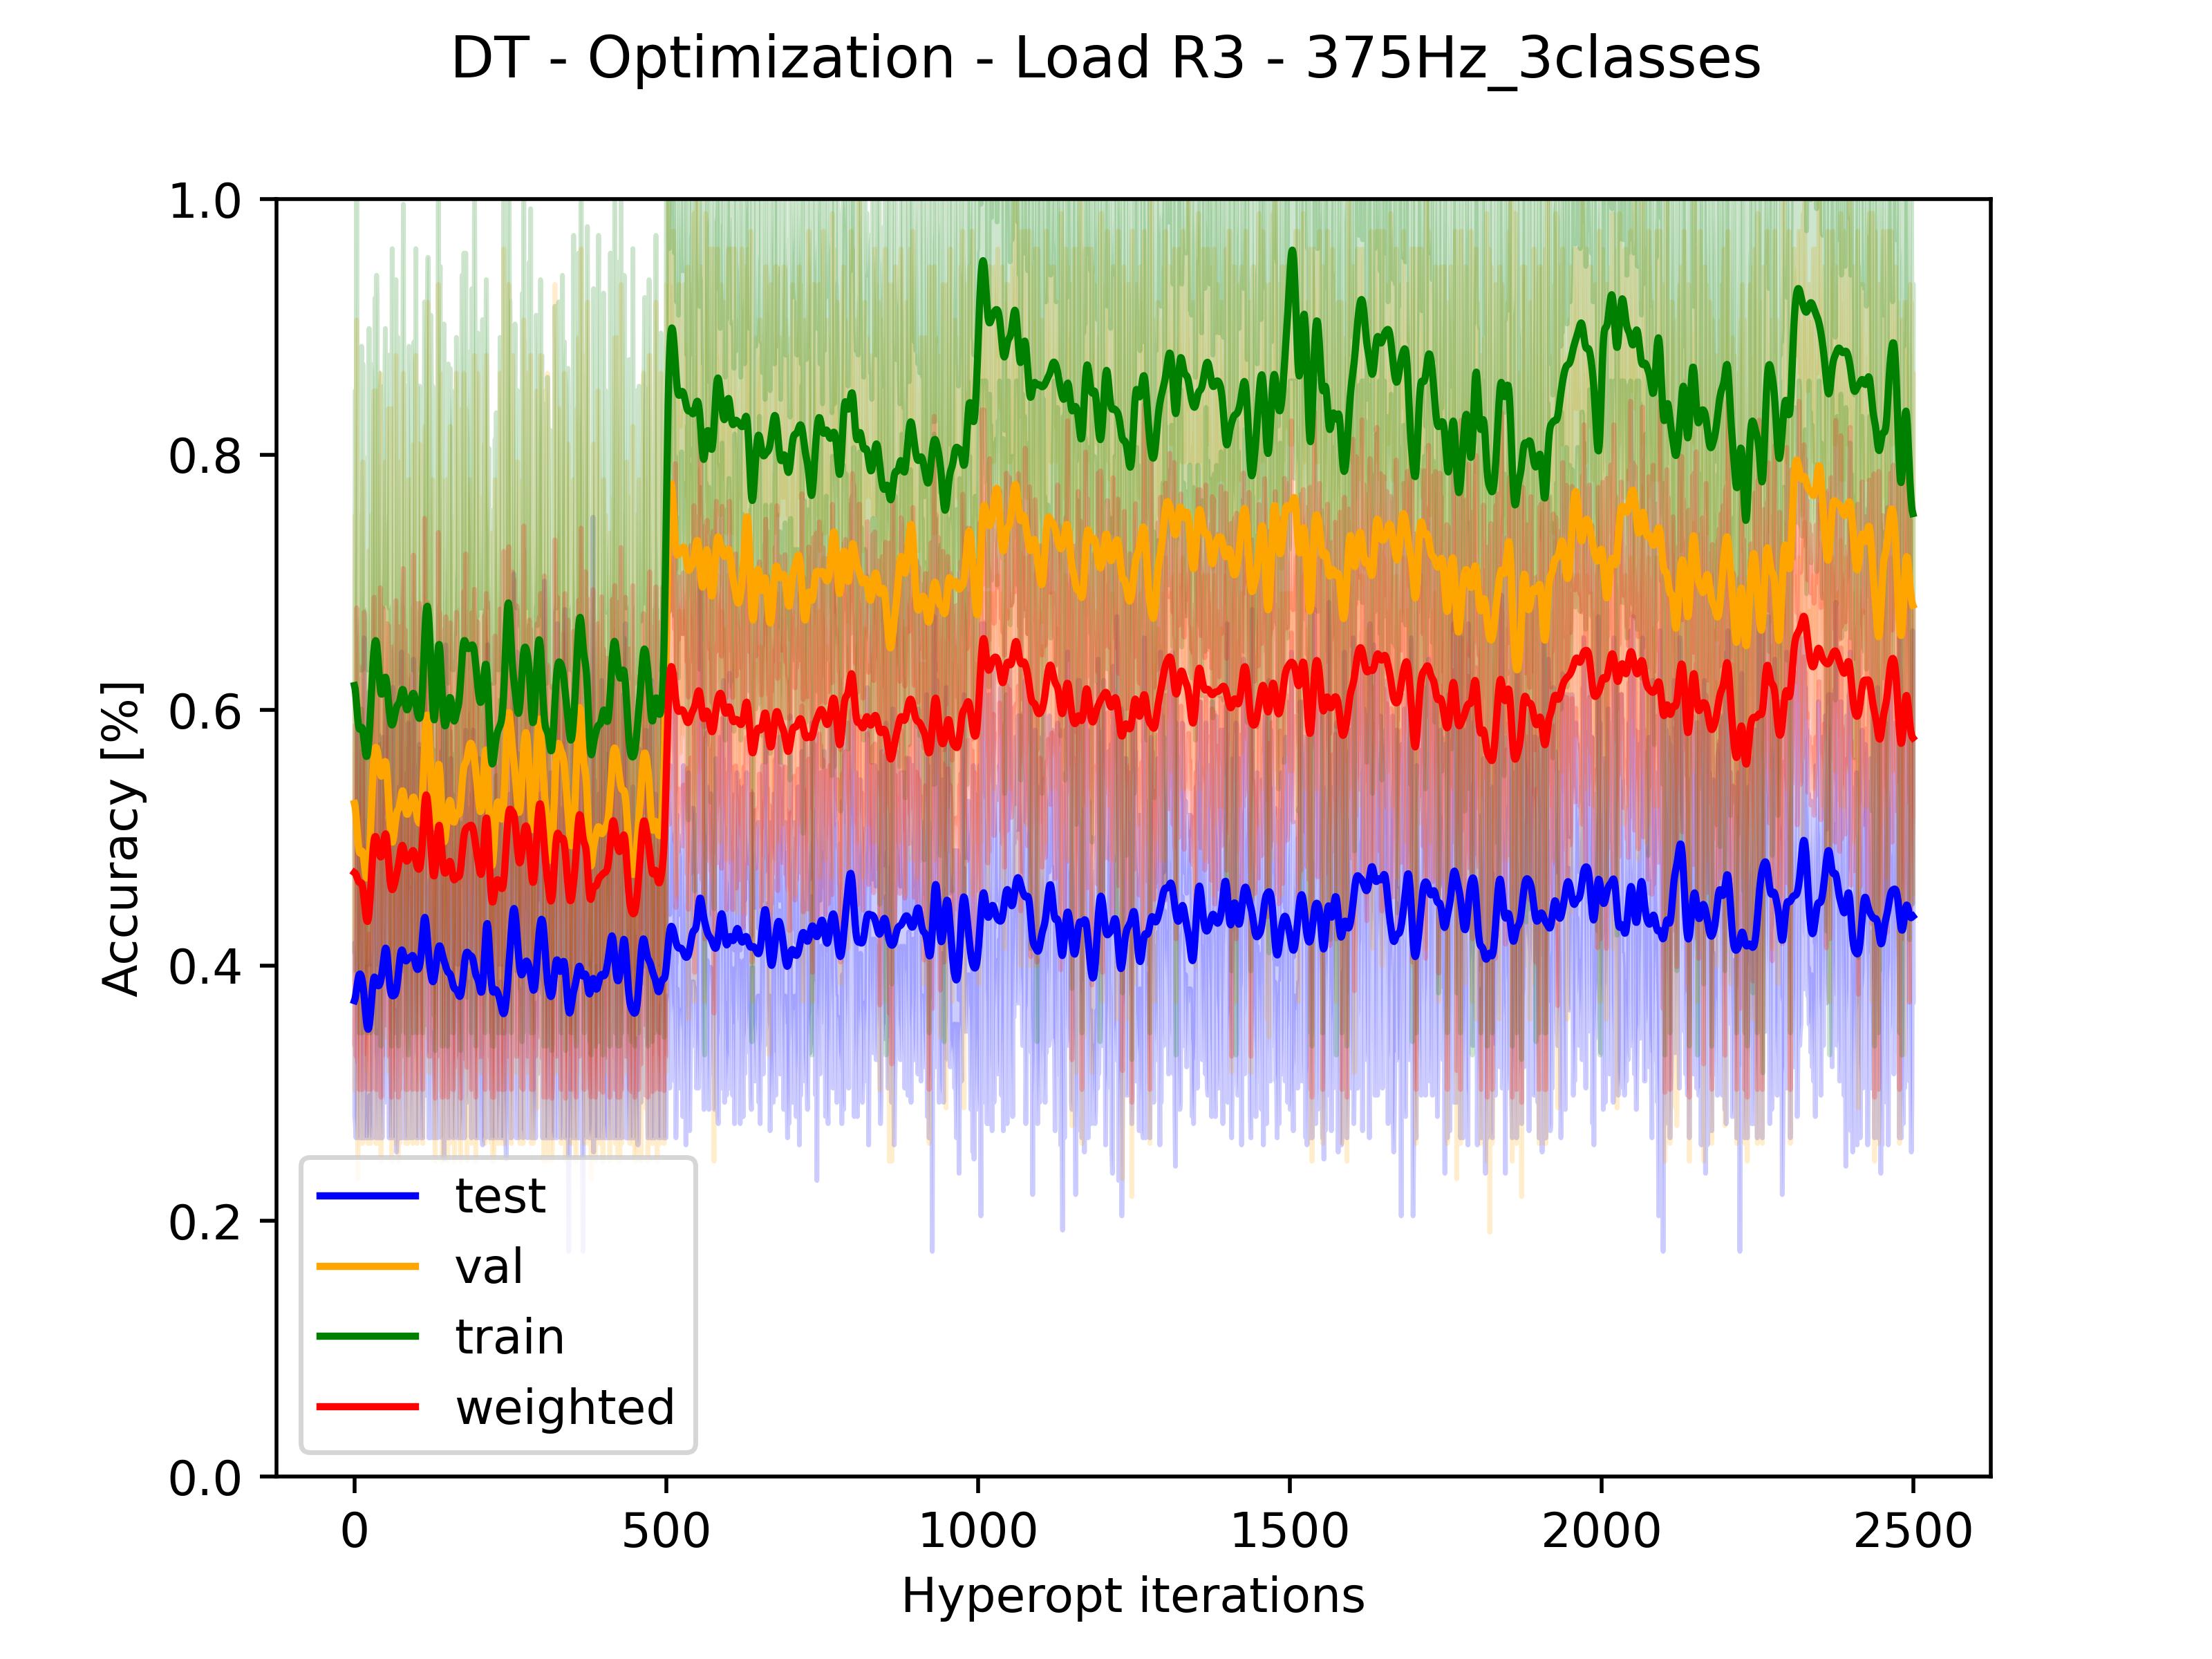 DT - Optimization - Load R3 - 375Hz_3classes
1.0
0.8
0.6
0.4
0.2
0.0
Accuracy [%]
test
val
train
weighted
0 500 1000 1500 2000 2500
Hyperopt iterations